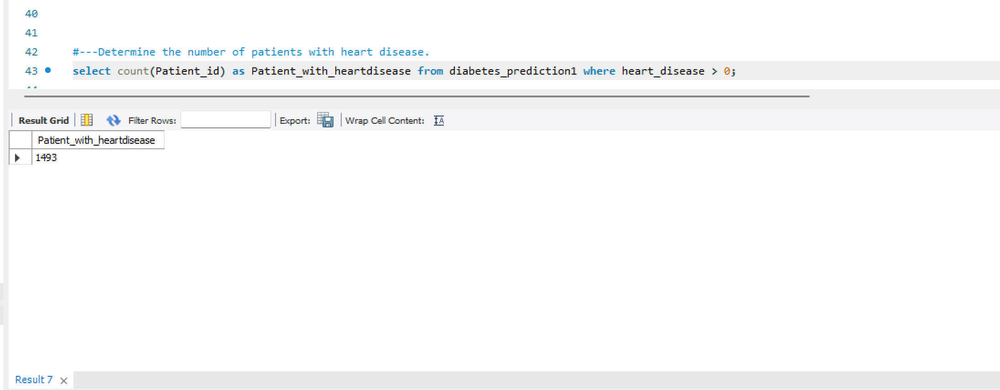 40
41
42 #---Determine the number of patients with heart disease.
43 select count(Patient_id) as Patient_with_heartdisease from diabetes_prediction1 where heart_disease > 0;
Result Grid Filter Rows: Export: Wrap Cell Content: IA
Patient_with_heartdisease
1493
Result 7